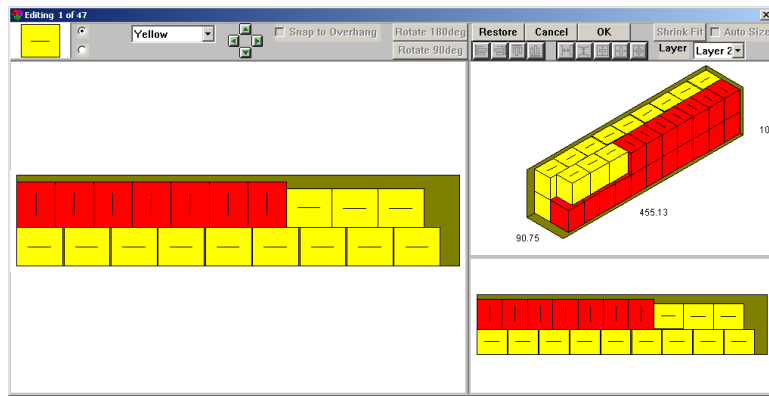 Editing 1 of 47
Yellow
Snap to Overhang
Rotate 180deg
Restore
Cancel
OK
Shrink Fit
Auto Size
Rotate 90deg
Layer
Layer 2
10
455.13
90.75